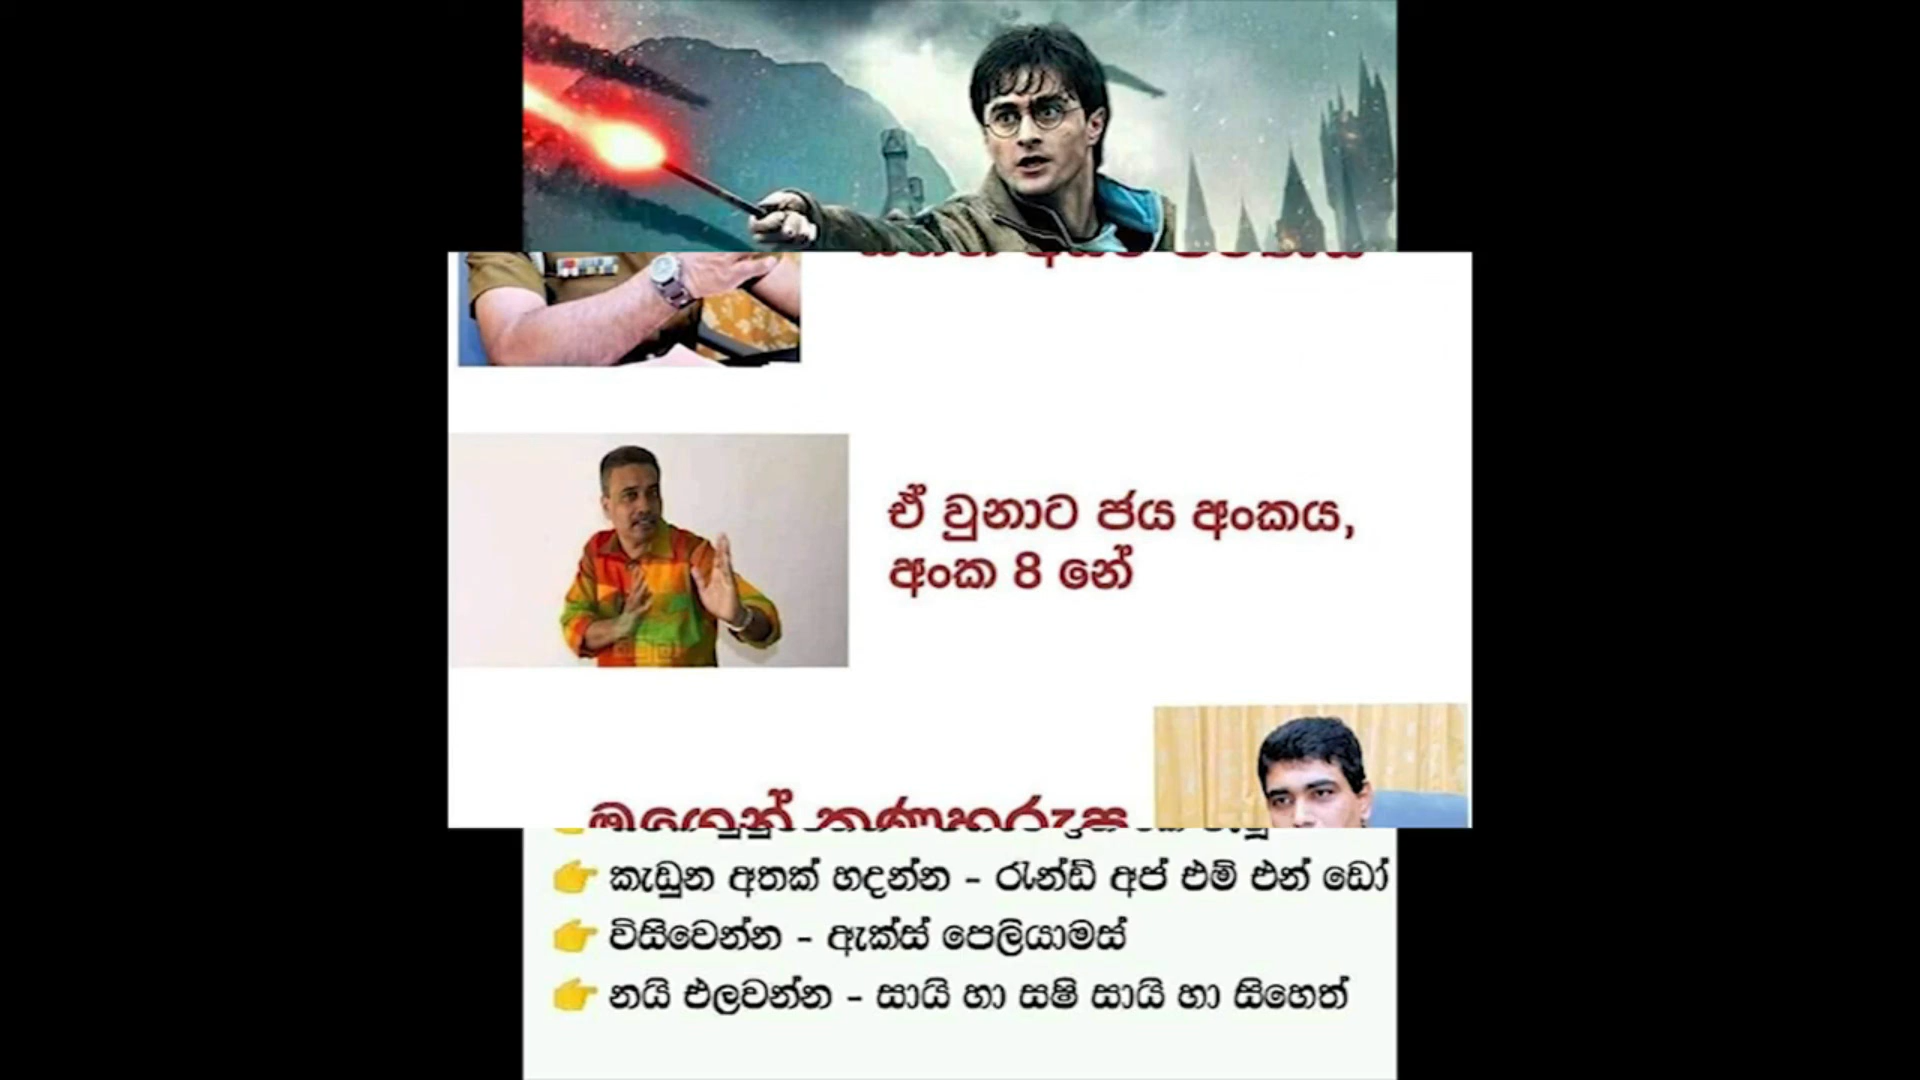 ඒ වුනාට ජය අංකය,
අංක 8 නේ
👉 කැඩුන අතක් හදන්න - රැන්ඩ් අප් එම් එන් ඩෝ
👉 විසිවෙන්න - ඇක්ස් පෙලියාමස්
👉 නයි එලවන්න - සායි හා සෂි සායි හා සිහෙත්